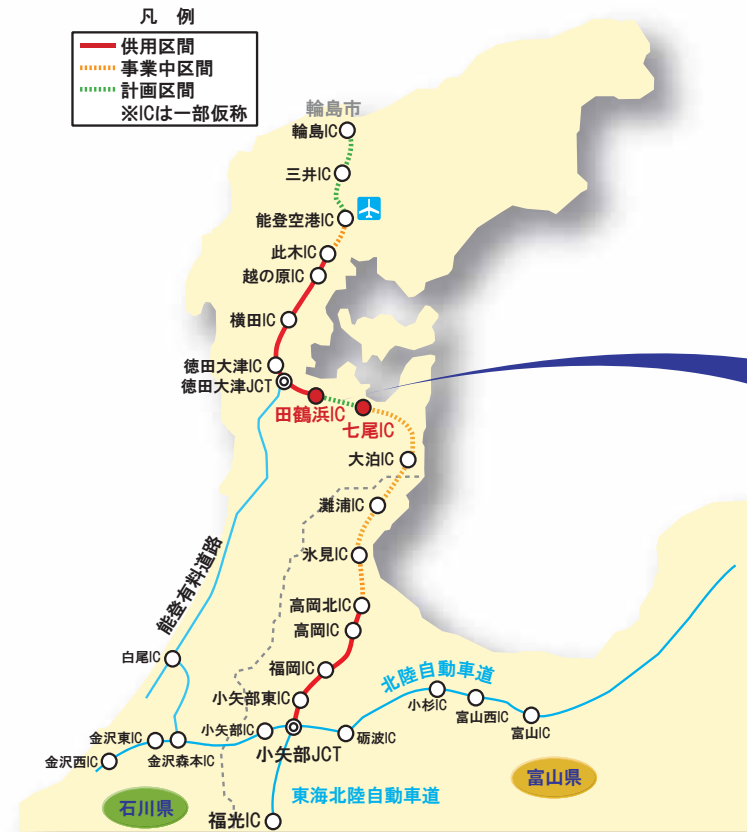 凡 例
供用区間
事業中区間
計画区間
※ICは一部仮称
輪島市
輪島IC
三井IC
能登空港IC
此木IC
越の原IC
横田IC
徳田大津IC
徳田大津JCT
田鶴浜IC
七尾IC
大泊IC
灘浦IC
氷見IC
能登有料道路
高岡北IC
高岡IC
白尾IC
福岡IC
北陸自動車道
小矢部東IC
小杉IC
富山西IC
富山IC
小矢部IC
砺波IC
金沢東IC
金沢西IC
金沢森本IC
小矢部JCT
富山県
東海北陸自動車道
石川県
福光IC